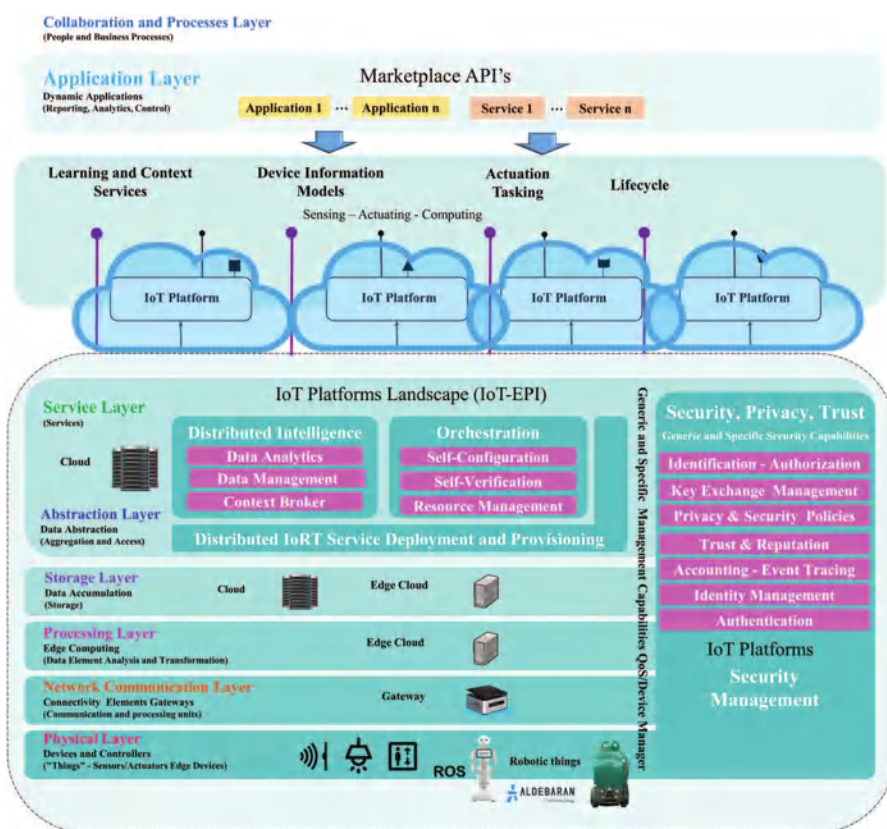 Collaboration and Processes Layer
(People and Business Processes)
Application Layer
Dynamic Applications
(Reporting, Analytics, Control)
Marketplace API's
Application 1 ... Application n
Service 1 ... Service n
Learning and Context
Services
Device Information
Models
Actuation
Tasking
Lifecycle
Sensing – Actuating - Computing
IoT Platform
IoT Platform
IoT Platform
IoT Platform
IoT Platforms Landscape (IoT-EPI)
Service Layer
(Services)
Cloud
Distributed Intelligence
Data Analytics
Data Management
Context Broker
Orchestration
Self-Configuration
Self-Verification
Resource Management
Abstraction Layer
Data Abstraction
(Aggregation and Access)
Distributed IoRT Service Deployment and Provisioning
Storage Layer
Data Accumulation
(Storage)
Cloud
Edge Cloud
Processing Layer
Edge Computing
(Data Element Analysis and Transformation)
Edge Cloud
Network Communication Layer
Connectivity Elements Gateways
(Communication and processing units)
Gateway
Physical Layer
Devices and Controllers
("Things" - Sensors/Actuators Edge Devices)
ROS
Robotic things
ALDEBARAN
Generic and Specific Management Capabilities QoS/Device Manager
Security, Privacy, Trust
Generic and Specific Security Capabilities
Identification - Authorization
Key Exchange Management
Privacy & Security Policies
Trust & Reputation
Accounting - Event Tracing
Identity Management
Authentication
IoT Platforms
Security
Management